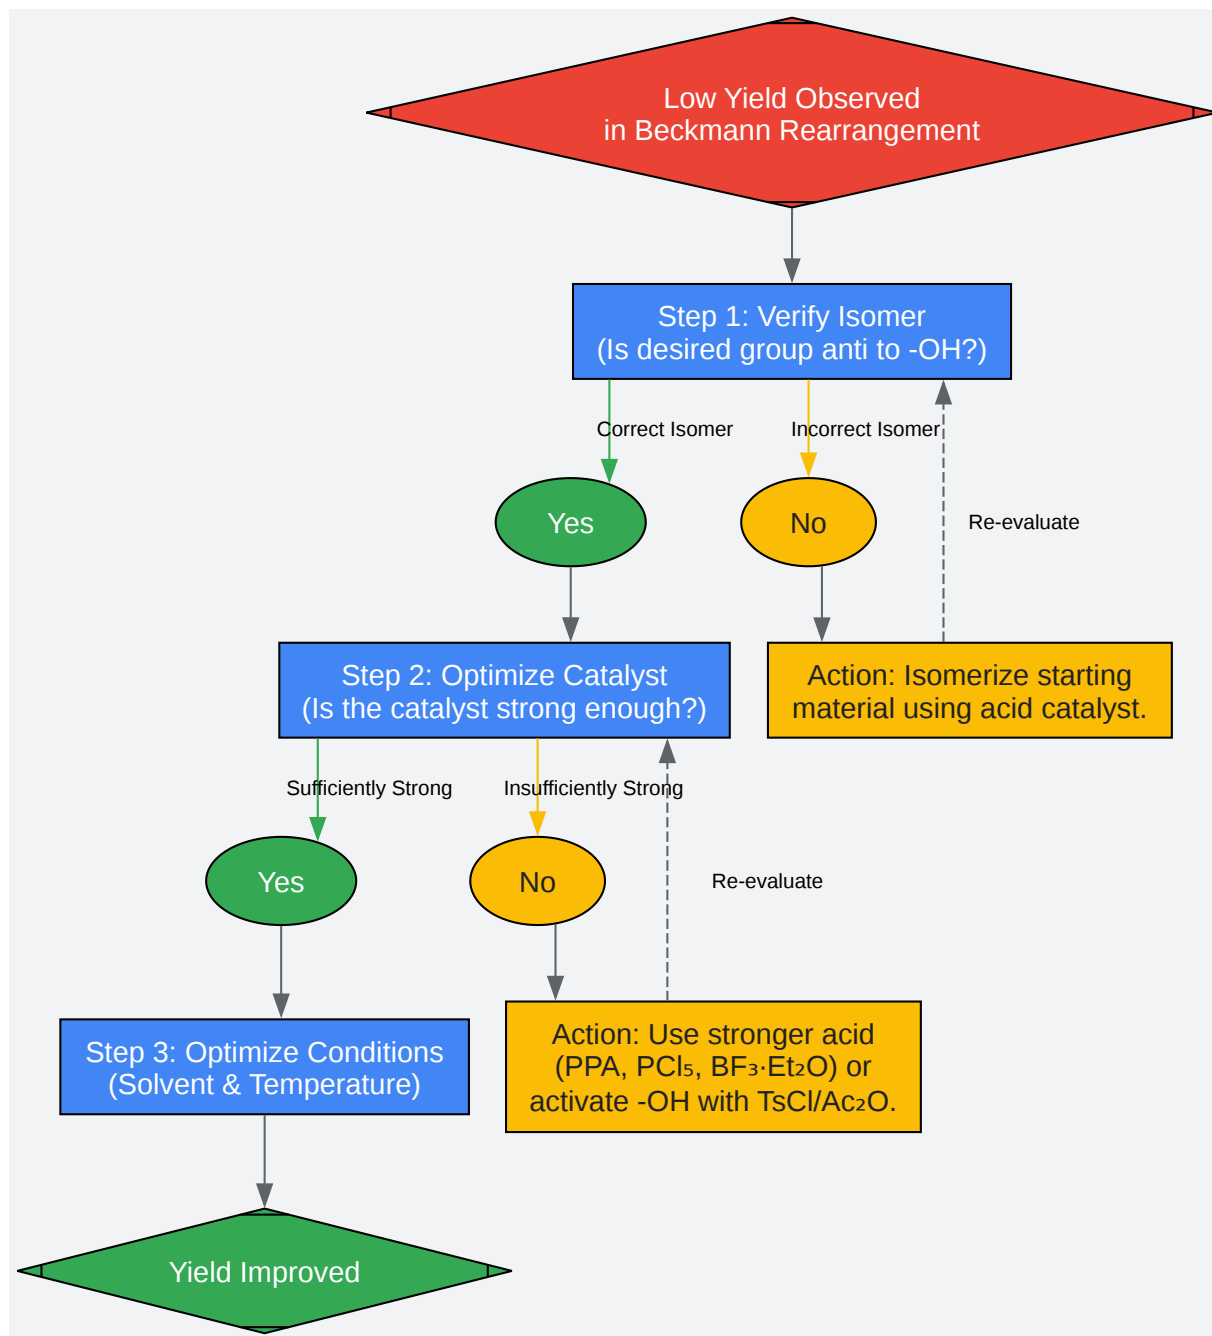 Low Yield Observed
in Beckmann Rearrangement
Step 1: Verify Isomer
(Is desired group anti to -OH?)
Correct Isomer
Incorrect Isomer
Yes
No
Re-evaluate
Step 2: Optimize Catalyst
(Is the catalyst strong enough?)
Action: Isomerize starting
material using acid catalyst.
Sufficiently Strong
Insufficiently Strong
Yes
No
Re-evaluate
Step 3: Optimize Conditions
(Solvent & Temperature)
Action: Use stronger acid
(PPA, PCl₅, BF₃·Et₂O) or
activate -OH with TsCl/Ac₂O.
Yield Improved